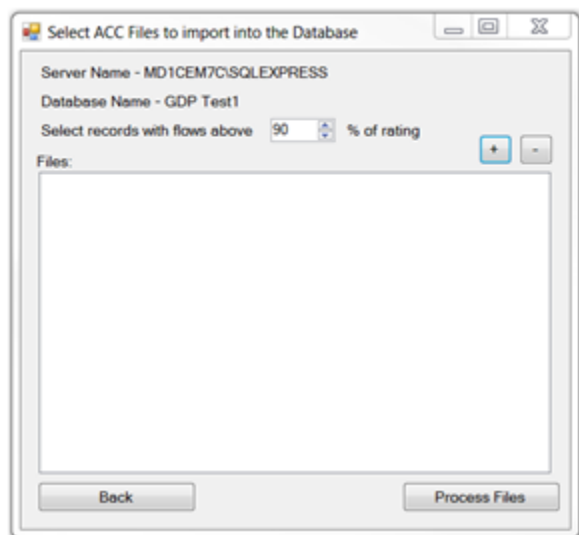 Select ACC Files to import into the Database
Server Name - MD1CEM7C\SQLEXPRESS
Database Name - GDP Test1
Select records with flows above 90 % of rating
+ -
Files:
Back Process Files